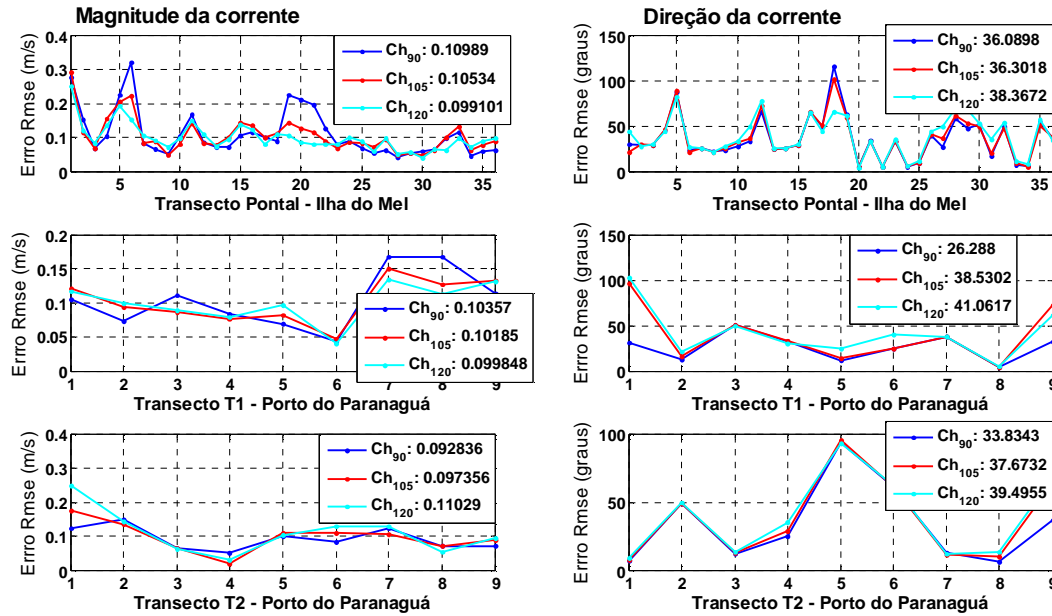 Magnitude da corrente
Errro Rmse (m/s)
0.4
0.3
0.2
0.1
0
Ch90: 0.10989
Ch105: 0.10534
Ch120: 0.099101
5 10 15 20 25 30 35
Transecto Pontal - Ilha do Mel
Direção da corrente
Errro Rmse (graus)
150
100
50
0
Ch90: 36.0898
Ch105: 36.3018
Ch120: 38.3672
5 10 15 20 25 30 35
Transecto Pontal - Ilha do Mel
Errro Rmse (m/s)
0.2
0.15
0.1
0.05
0
Ch90: 0.10357
Ch105: 0.10185
Ch120: 0.099848
1 2 3 4 5 6 7 8 9
Transecto T1 - Porto do Paranaguá
Errro Rmse (graus)
150
100
50
0
Ch90: 26.288
Ch105: 38.5302
Ch120: 41.0617
1 2 3 4 5 6 7 8 9
Transecto T1 - Porto do Paranaguá
Errro Rmse (m/s)
0.4
0.3
0.2
0.1
0
Ch90: 0.092836
Ch105: 0.097356
Ch120: 0.11029
1 2 3 4 5 6 7 8 9
Transecto T2 - Porto do Paranaguá
Errro Rmse (graus)
100
50
0
Ch90: 33.8343
Ch105: 37.6732
Ch120: 39.4955
1 2 3 4 5 6 7 8 9
Transecto T2 - Porto do Paranaguá